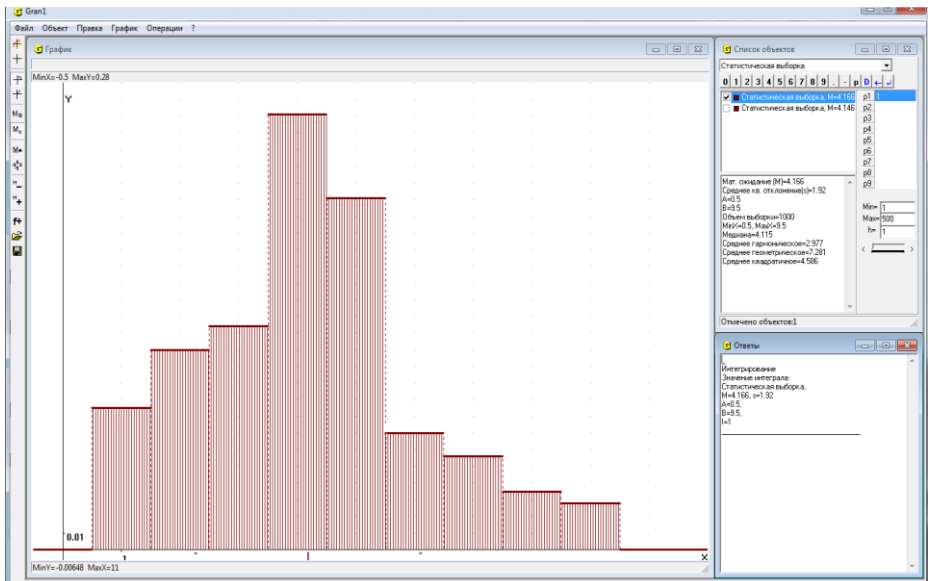 Gran1
Файл Объект Правка График Операции ?
График
MinX=-0.5 MaxY=0.28
Y
0.01
1
X
MinY=-0.00648 MaxX=11
Список объектов
Статистическая выборка
0 1 2 3 4 5 6 7 8 9 . - p D
Статистическая выборка, M=4.166
Статистическая выборка, M=4.146
p1 1
p2
p3
p4
p5
p6
p7
p8
p9
Мат. ожидание (M)=4.166
Среднее кв. отклонение(s)=1.92
A=0.5
B=9.5
Объем выборки=1000
MinX=0.5, MaxX=9.5
Медиана=4.115
Среднее гармоническое=2.977
Среднее геометрическое=7.281
Среднее квадратичное=4.586
Min= 1
Max= 500
h= 1
Отмечено объектов:1
Ответы
Интегрирование
Значение интеграла:
Статистическая выборка,
M=4.166, s=1.92
A=0.5,
B=9.5,
I=1